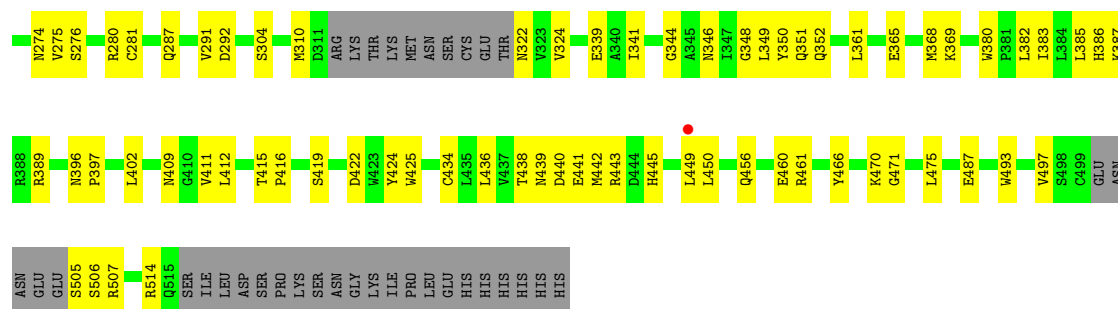 N274 V275 S276 R280 C281 Q287 V291 D292 S304 M310 D311 ARG LYS THR LYS MET ASN SER CYS GLU THR N322 V323 V324 E339 A340 I341 G344 A345 N346 I347 G348 L349 Y350 Q351 Q352 L361 E365 M368 K369 W380 P381 L382 I383 L384 L385 H386 K387
R388 R389 N396 P397 L402 N409 G410 V411 L412 T415 P416 S419 D422 W423 Y424 W425 C434 L435 L436 V437 T438 N439 D440 E441 M442 R443 D444 H445 L449 L450 Q456 E460 R461 Y466 K470 G471 L475 E487 W493 V497 S498 C499 GLU ASN
ASN GLU GLU S505 S506 R507 R514 Q515 SER ILE LEU ASP SER PRO LYS SER ASN GLY LYS ILE PRO LEU GLU HIS HIS HIS HIS HIS HIS